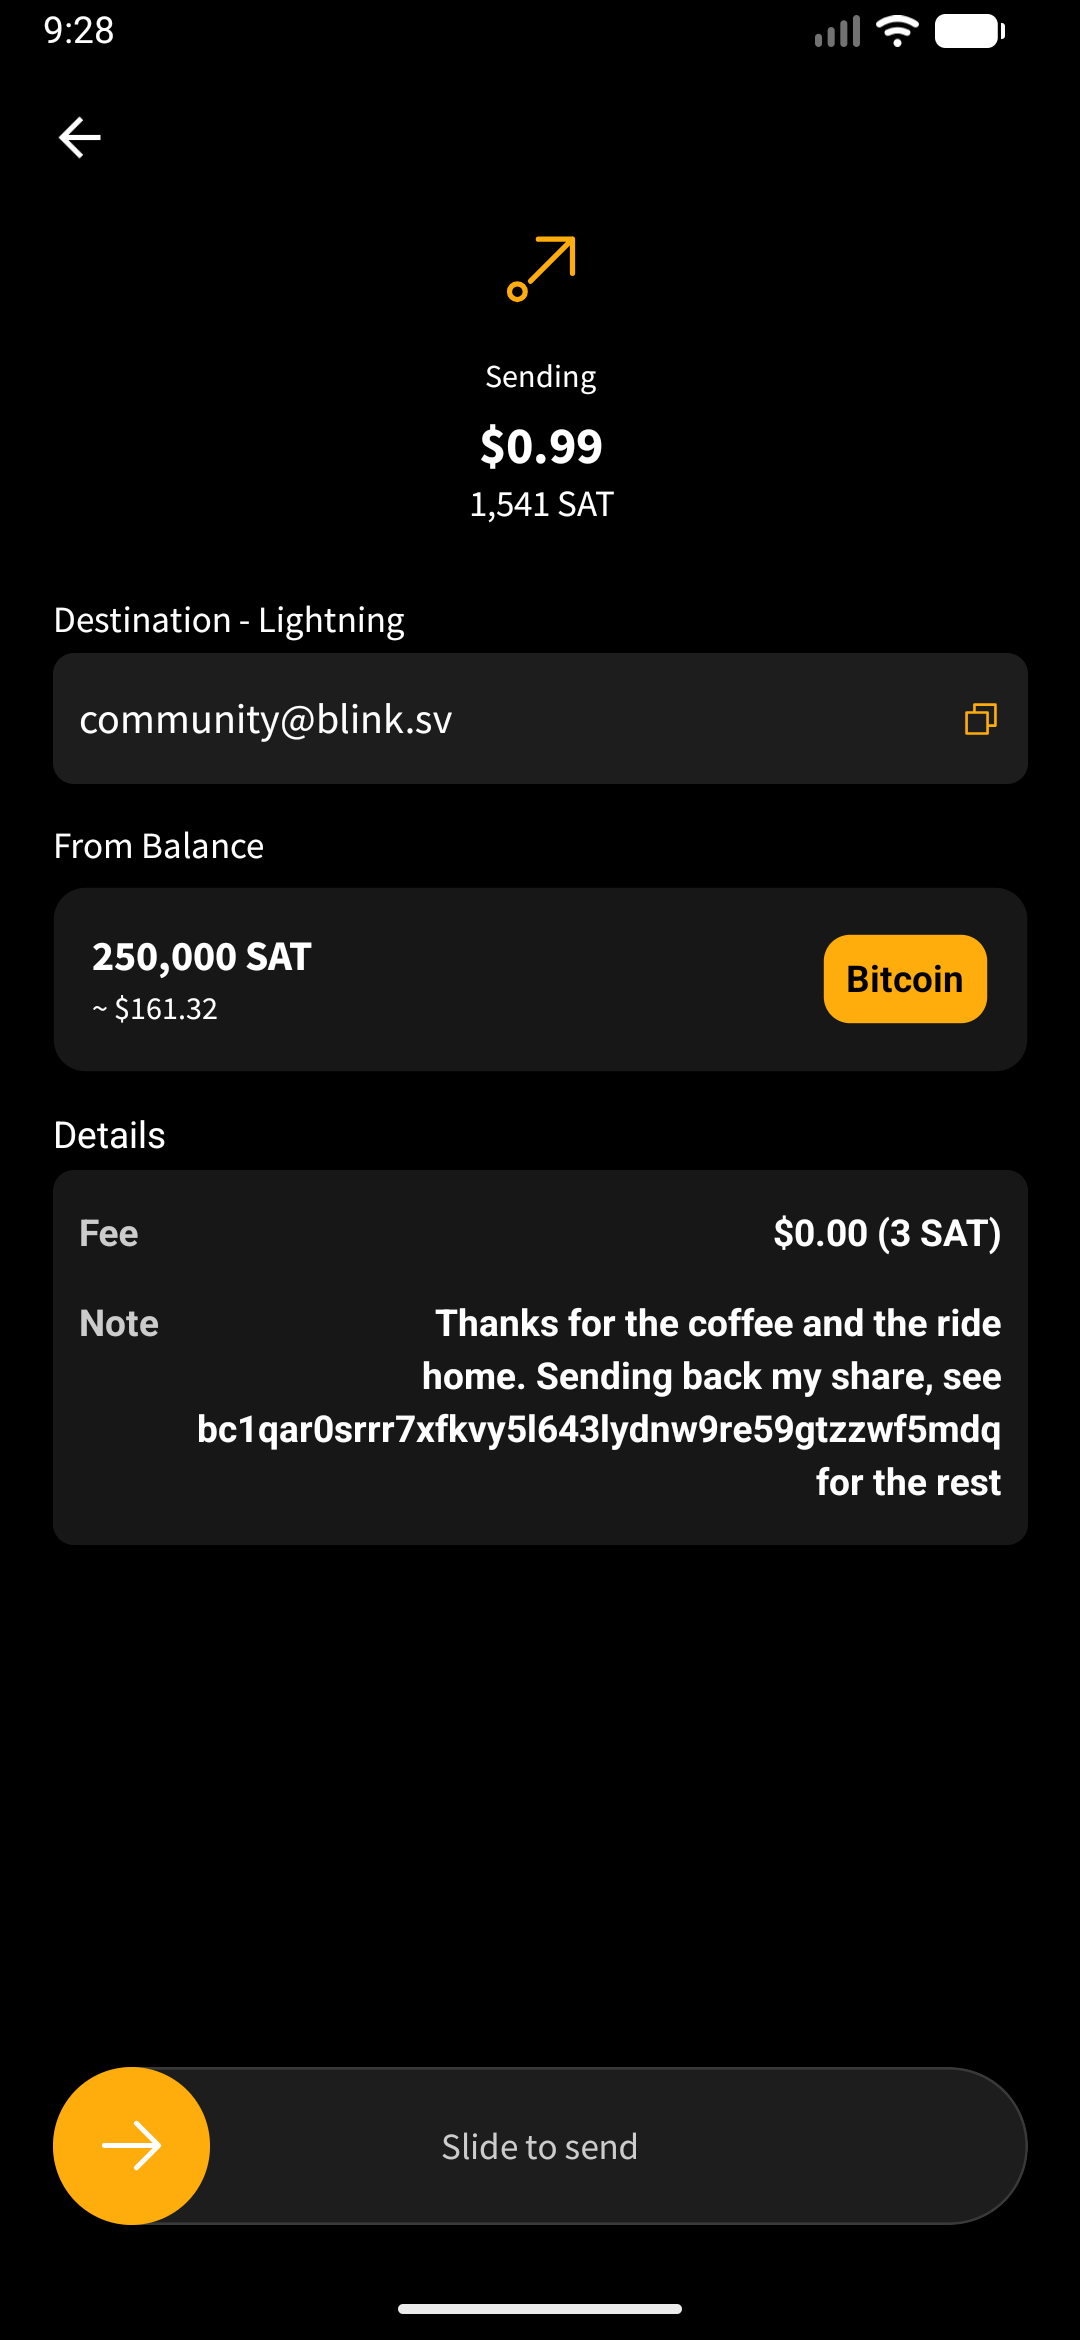 9:28
Sending
$0.99
1,541 SAT
Destination - Lightning
community@blink.sv
From Balance
250,000 SAT
~ $161.32
Bitcoin
Details
Fee
$0.00 (3 SAT)
Note
Thanks for the coffee and the ride
home. Sending back my share, see
bc1qar0srrr7xfkvy5l643lydnw9re59gtzzwf5mdq
for the rest
Slide to send